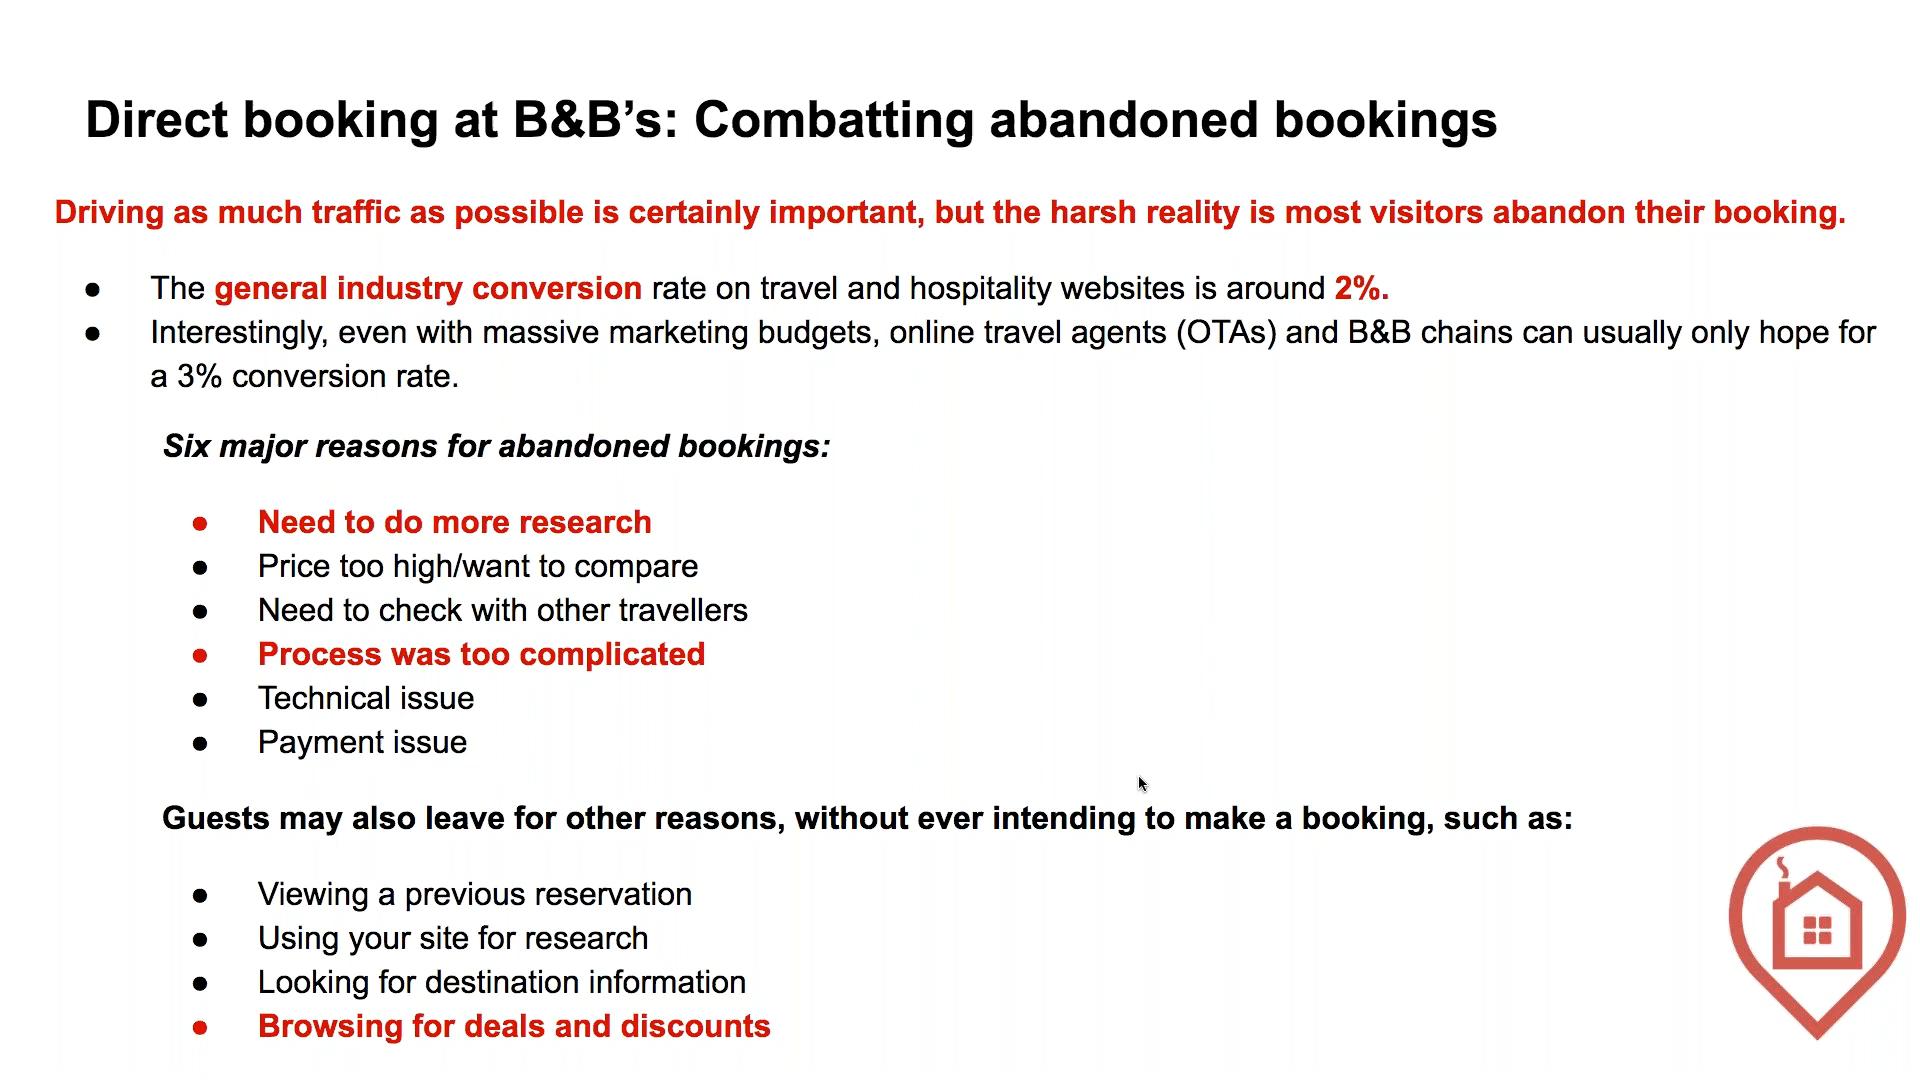 Direct booking at B&B’s: Combatting abandoned bookings
Driving as much traffic as possible is certainly important, but the harsh reality is most visitors abandon their booking.
● The general industry conversion rate on travel and hospitality websites is around 2%.
● Interestingly, even with massive marketing budgets, online travel agents (OTAs) and B&B chains can usually only hope for
a 3% conversion rate.
Six major reasons for abandoned bookings:
● Need to do more research
● Price too high/want to compare
● Need to check with other travellers
● Process was too complicated
● Technical issue
● Payment issue
Guests may also leave for other reasons, without ever intending to make a booking, such as:
● Viewing a previous reservation
● Using your site for research
● Looking for destination information
● Browsing for deals and discounts